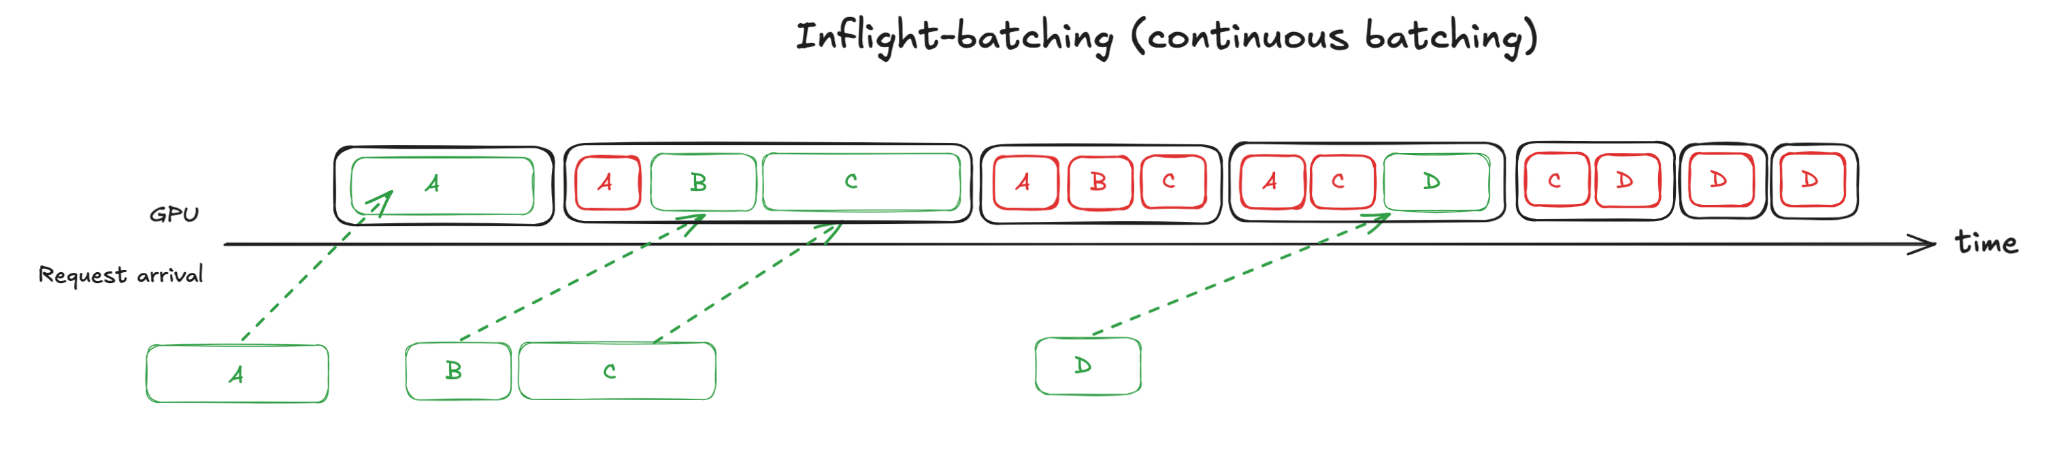 Inflight-batching (continuous batching)
A
A B C
A B C
A C D
C D
D
D
GPU
time
Request arrival
A
B
C
D